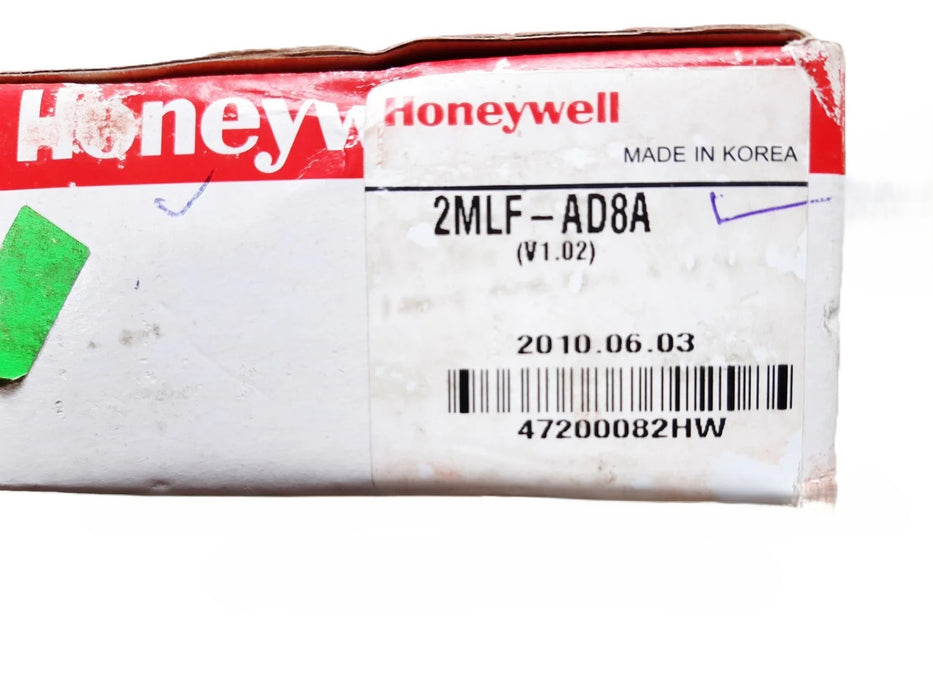 Honeyw
Honeywell
MADE IN KOREA
2MLF-AD8A
(V1.02)
2010.06.03
47200082HW